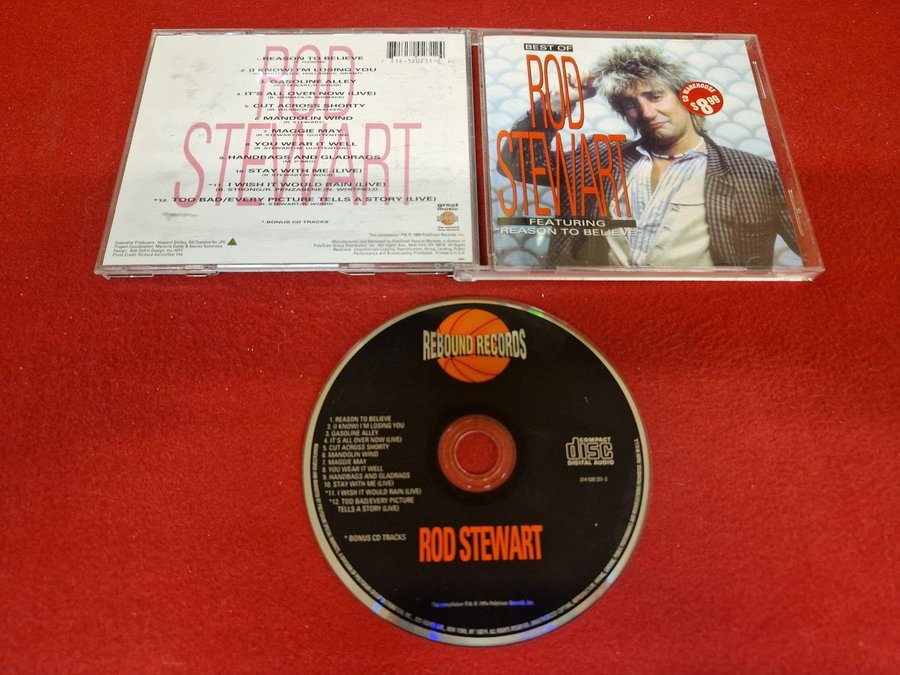 ROD
STEWART
1. REASON TO BELIEVE
2. (I KNOW) I'M LOSING YOU
3. GASOLINE ALLEY
4. IT'S ALL OVER NOW (LIVE)
5. CUT ACROSS SHORTY
6. MANDOLIN WIND
(R. STEWART)
7. MAGGIE MAY
8. YOU WEAR IT WELL
9. HANDBAGS AND GLADRAGS
10. STAY WITH ME (LIVE)
*11. I WISH IT WOULD RAIN (LIVE)
*12. TOO BAD/EVERY PICTURE TELLS A STORY (LIVE)
* BONUS CD TRACKS
great
music
BEST OF
ROD
STEWART
FEATURING
"REASON TO BELIEVE"
CD WAREHOUSE
$8.99
REBOUND RECORDS
1. REASON TO BELIEVE
2. (I KNOW) I'M LOSING YOU
3. GASOLINE ALLEY
4. IT'S ALL OVER NOW (LIVE)
5. CUT ACROSS SHORTY
6. MANDOLIN WIND
7. MAGGIE MAY
8. YOU WEAR IT WELL
9. HANDBAGS AND GLADRAGS
10. STAY WITH ME (LIVE)
*11. I WISH IT WOULD RAIN (LIVE)
*12. TOO BAD/EVERY PICTURE
TELLS A STORY (LIVE)
* BONUS CD TRACKS
COMPACT
disc
DIGITAL AUDIO
ROD STEWART